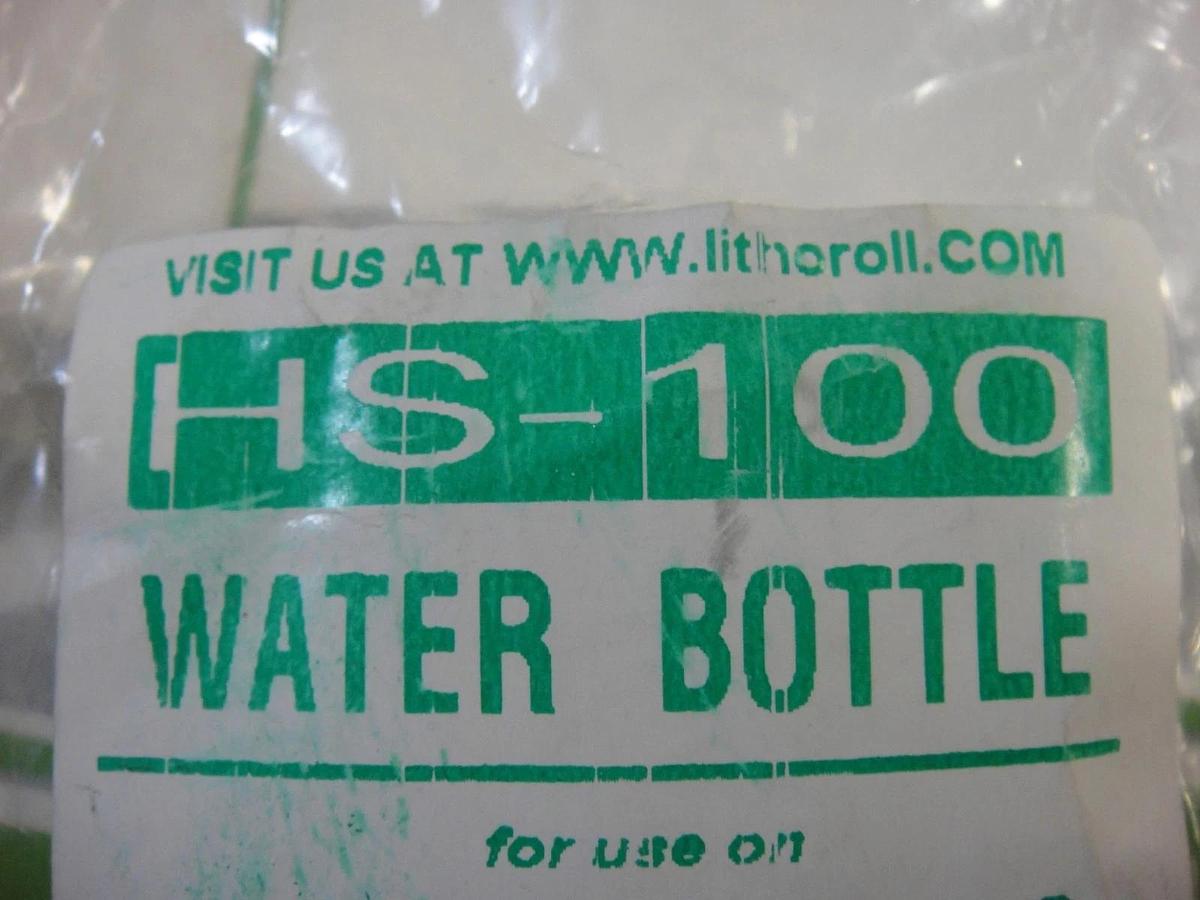 VISIT US AT WWW.lithoroll.COM
HS-100
WATER BOTTLE
for use on